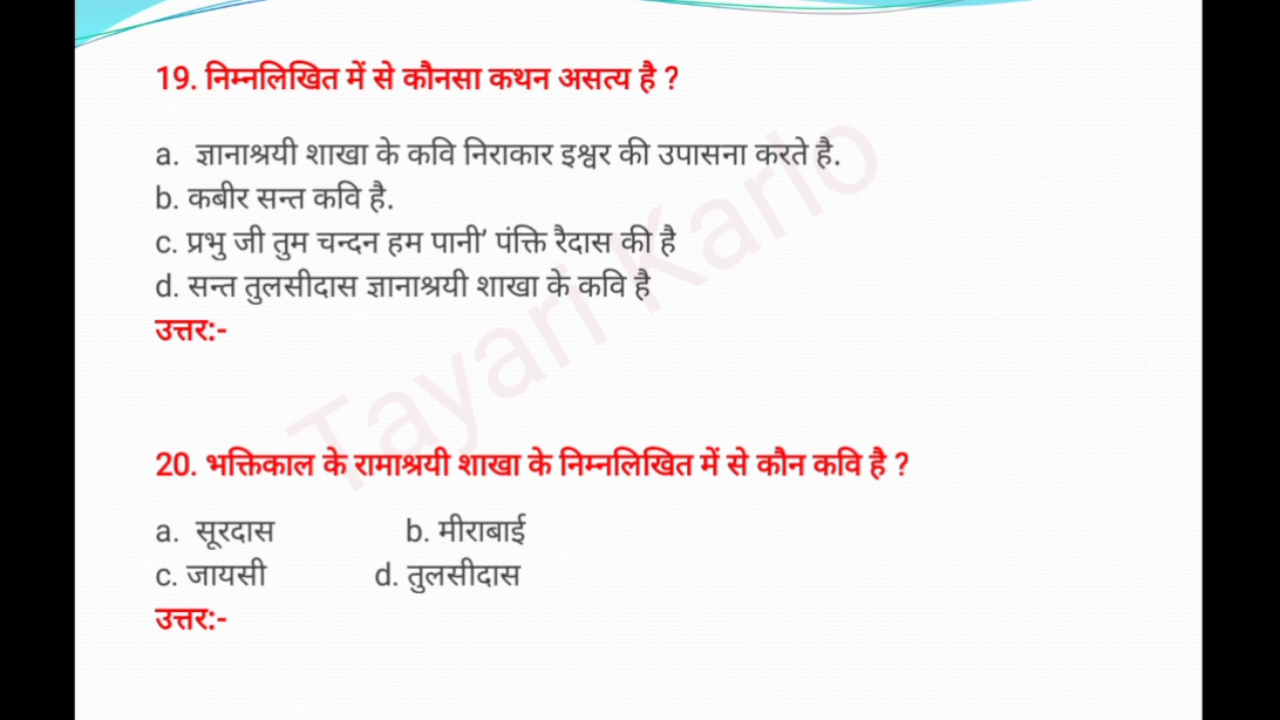 19. निम्नलिखित में से कौनसा कथन असत्य है ?
a. ज्ञानाश्रयी शाखा के कवि निराकार इश्वर की उपासना करते है.
b. कबीर सन्त कवि है.
c. प्रभु जी तुम चन्दन हम पानी’ पंक्ति रैदास की है
d. सन्त तुलसीदास ज्ञानाश्रयी शाखा के कवि है
उत्तर:-
Tayari Karlo
20. भक्तिकाल के रामाश्रयी शाखा के निम्नलिखित में से कौन कवि है ?
a. सूरदास b. मीराबाई
c. जायसी d. तुलसीदास
उत्तर:-